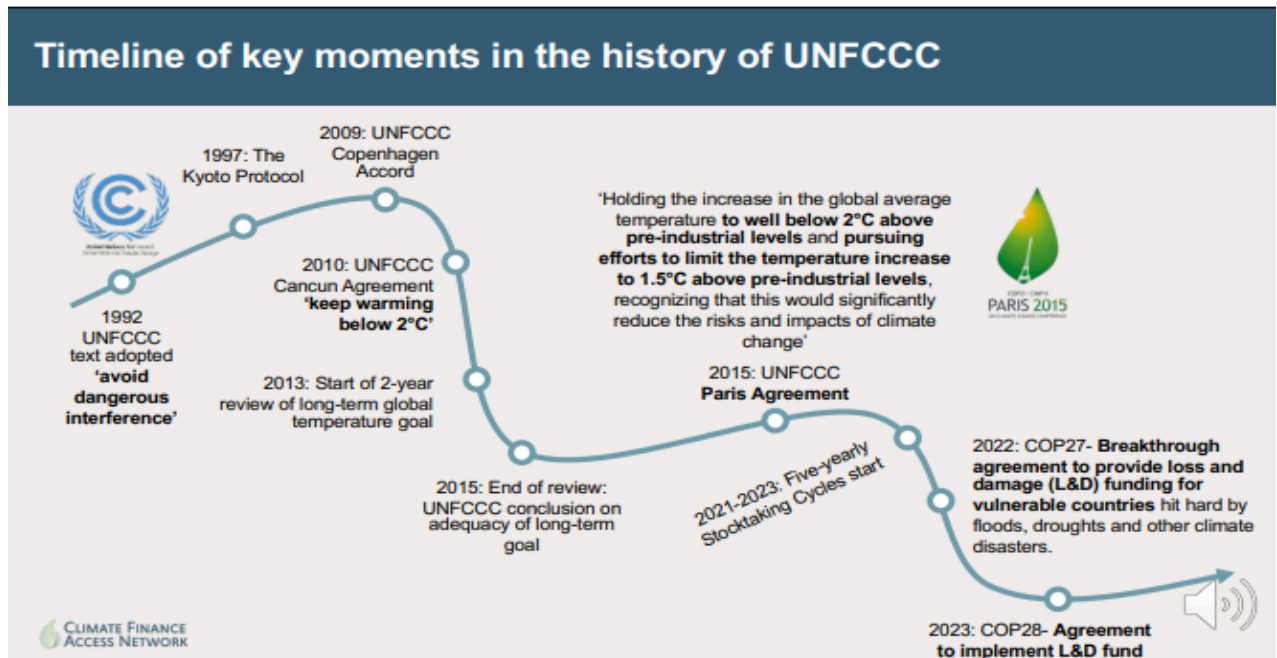 Timeline of key moments in the history of UNFCCC
2009: UNFCCC
Copenhagen
Accord
1997: The
Kyoto Protocol
1992
UNFCCC
text adopted
‘avoid
dangerous
interference’
2010: UNFCCC
Cancun Agreement
‘keep warming
below 2°C’
2013: Start of 2-year
review of long-term global
temperature goal
2015: End of review:
UNFCCC conclusion on
adequacy of long-term
goal
‘Holding the increase in the global average
temperature to well below 2°C above
pre-industrial levels and pursuing
efforts to limit the temperature increase
to 1.5°C above pre-industrial levels,
recognizing that this would significantly
reduce the risks and impacts of climate
change’
PARIS 2015
2015: UNFCCC
Paris Agreement
2021-2023: Five-yearly
Stocktaking Cycles start
2022: COP27- Breakthrough
agreement to provide loss and
damage (L&D) funding for
vulnerable countries hit hard by
floods, droughts and other climate
disasters.
2023: COP28- Agreement
to implement L&D fund
CLIMATE FINANCE
ACCESS NETWORK